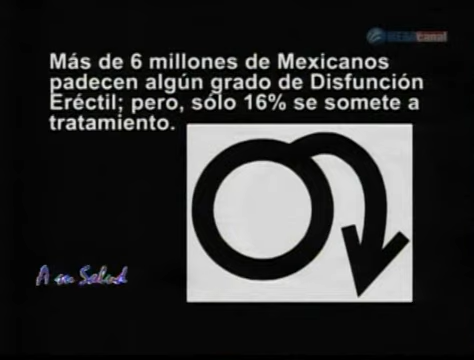 Más de 6 millones de Mexicanos
padecen algún grado de Disfunción
Eréctil; pero, sólo 16% se somete a
tratamiento.
A su Salud